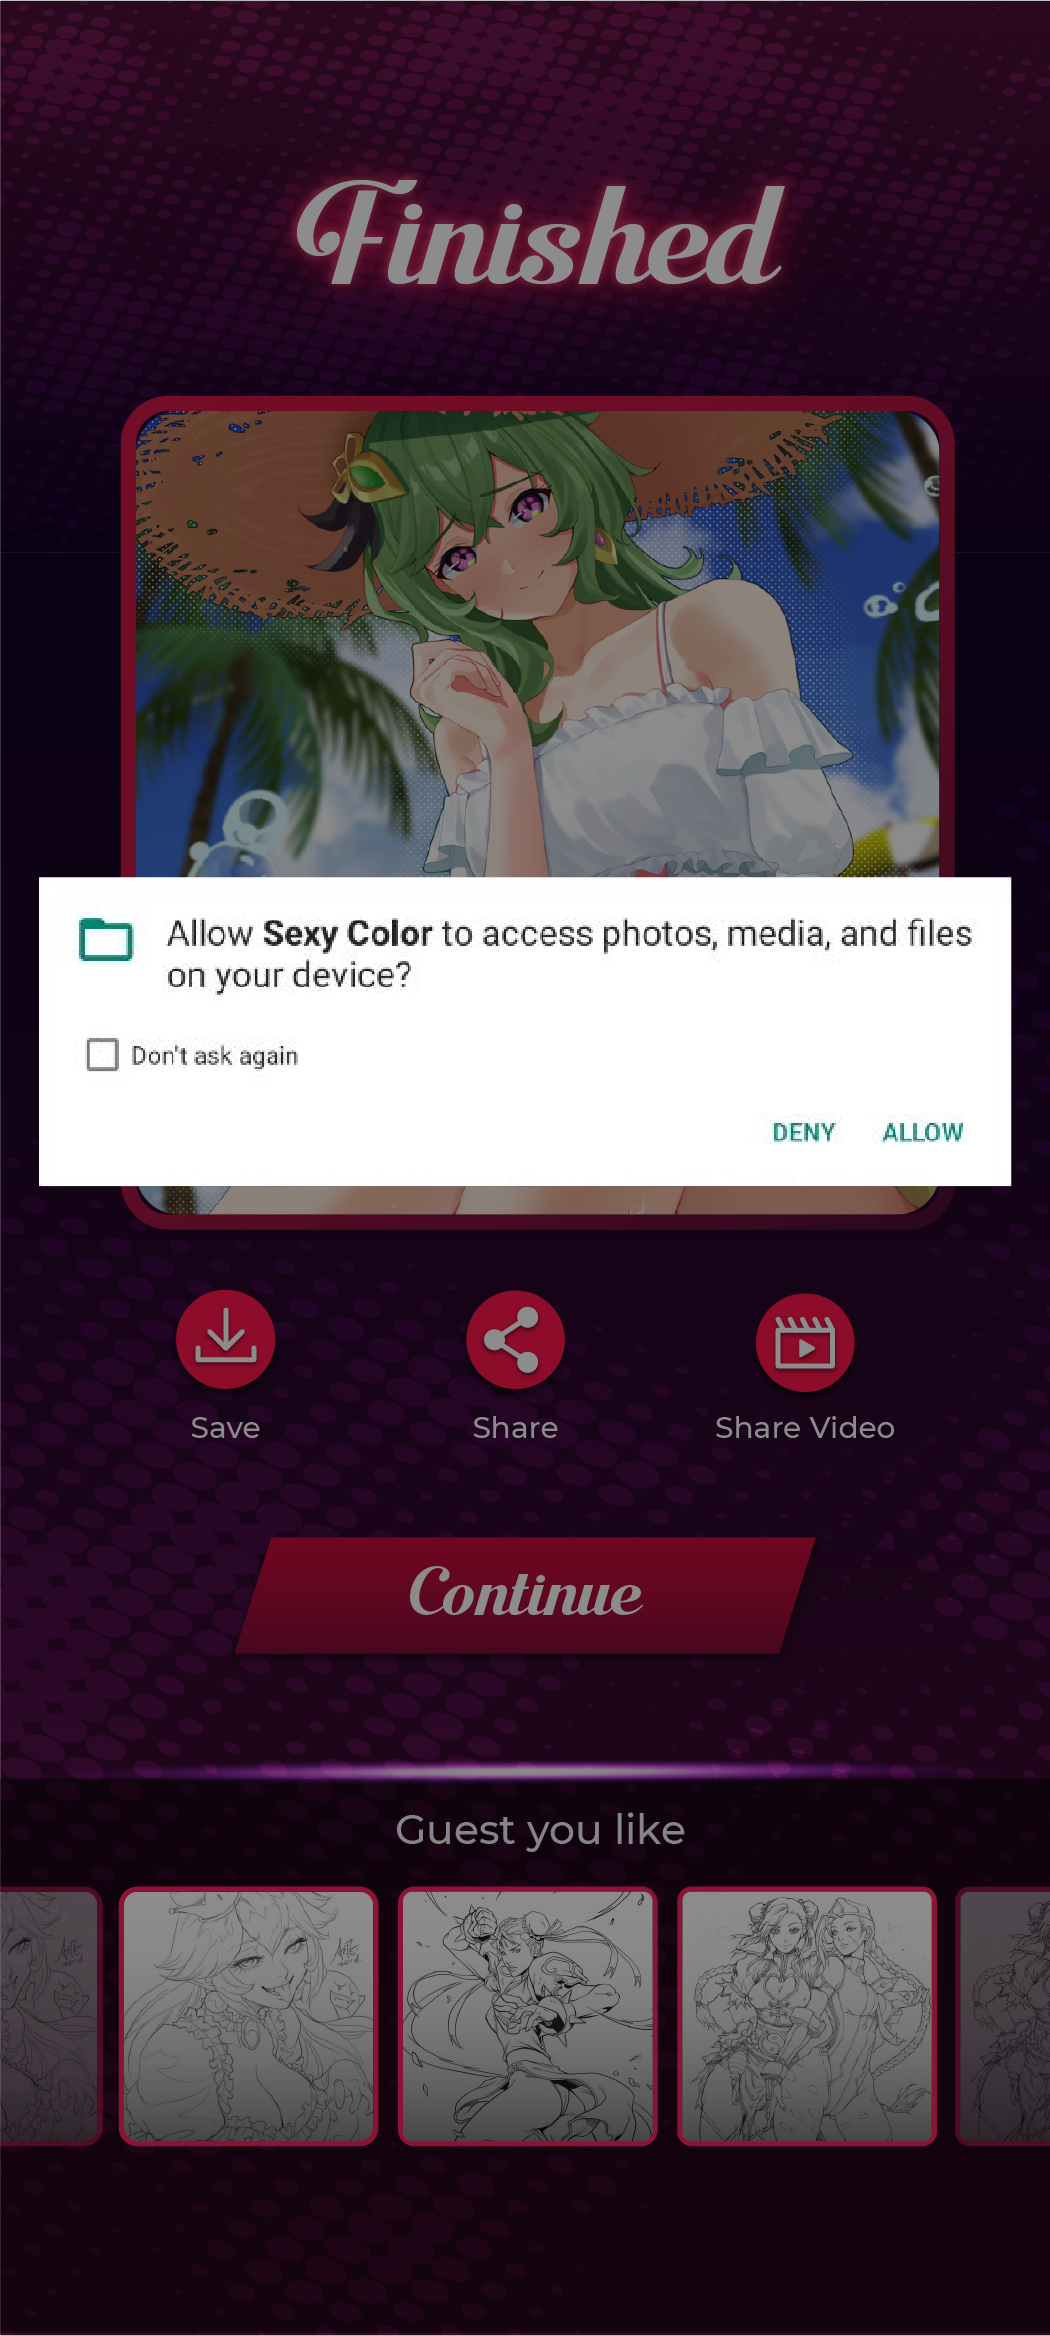 Finished
Allow Sexy Color to access photos, media, and files
on your device?
Don't ask again
DENY ALLOW
Save Share Share Video
Continue
Guest you like